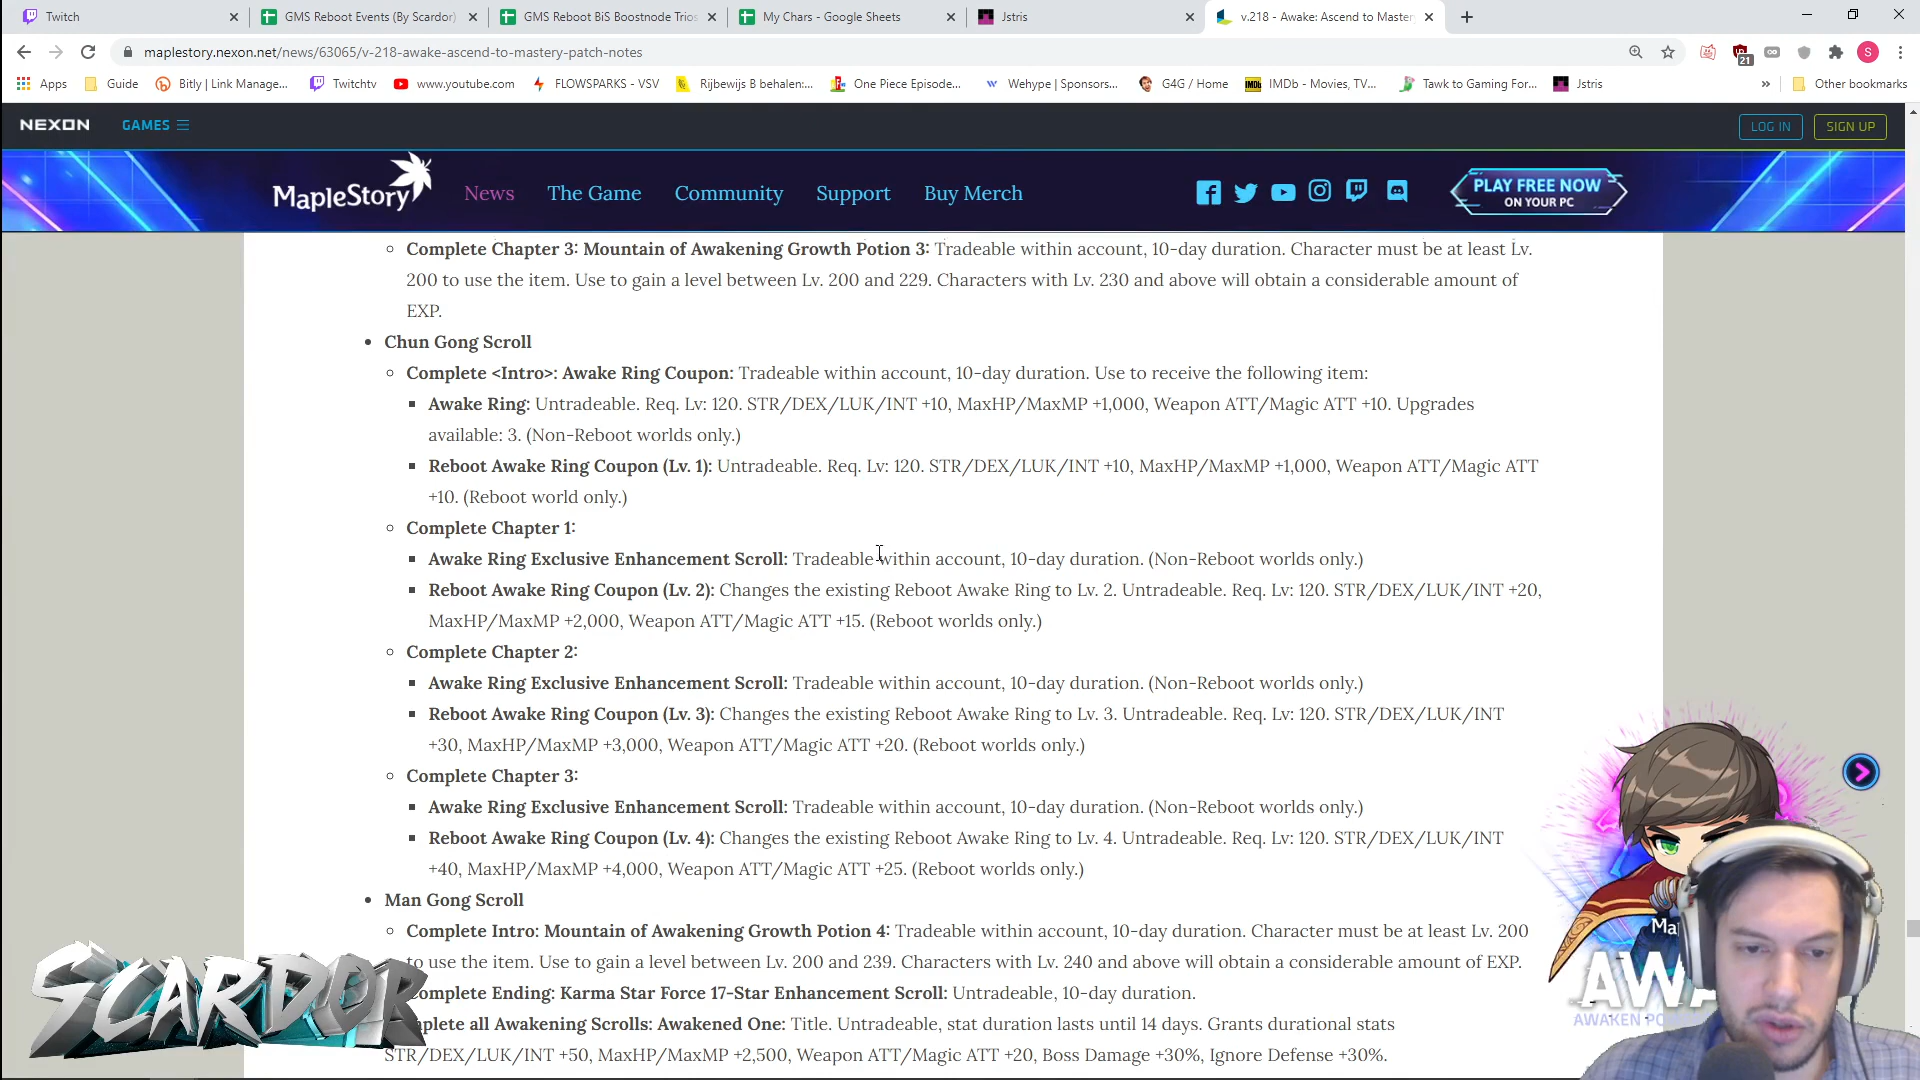 Twitch
GMS Reboot Events (By Scardor)
GMS Reboot BiS Boostnode Trios
My Chars - Google Sheets
Jstris
v.218 - Awake: Ascend to Master
maplestory.nexon.net/news/63065/v-218-awake-ascend-to-mastery-patch-notes
21
S
Apps
Guide
Bitly | Link Manage...
Twitchtv
www.youtube.com
FLOWSPARKS - VSV
Rijbewijs B behalen:...
One Piece Episode...
Wehype | Sponsors...
G4G / Home
IMDb
IMDb - Movies, TV...
Tawk to Gaming For...
Jstris
»
Other bookmarks
NEXON
GAMES
LOG IN
SIGN UP
MapleStory
News
The Game
Community
Support
Buy Merch
PLAY FREE NOW
ON YOUR PC
Complete Chapter 3: Mountain of Awakening Growth Potion 3: Tradeable within account, 10-day duration. Character must be at least Lv.
200 to use the item. Use to gain a level between Lv. 200 and 229. Characters with Lv. 230 and above will obtain a considerable amount of
EXP.
Chun Gong Scroll
Complete <Intro>: Awake Ring Coupon: Tradeable within account, 10-day duration. Use to receive the following item:
Awake Ring: Untradeable. Req. Lv: 120. STR/DEX/LUK/INT +10, MaxHP/MaxMP +1,000, Weapon ATT/Magic ATT +10. Upgrades
available: 3. (Non-Reboot worlds only.)
Reboot Awake Ring Coupon (Lv. 1): Untradeable. Req. Lv: 120. STR/DEX/LUK/INT +10, MaxHP/MaxMP +1,000, Weapon ATT/Magic ATT
+10. (Reboot world only.)
Complete Chapter 1:
Awake Ring Exclusive Enhancement Scroll: Tradeable within account, 10-day duration. (Non-Reboot worlds only.)
Reboot Awake Ring Coupon (Lv. 2): Changes the existing Reboot Awake Ring to Lv. 2. Untradeable. Req. Lv: 120. STR/DEX/LUK/INT +20,
MaxHP/MaxMP +2,000, Weapon ATT/Magic ATT +15. (Reboot worlds only.)
Complete Chapter 2:
Awake Ring Exclusive Enhancement Scroll: Tradeable within account, 10-day duration. (Non-Reboot worlds only.)
Reboot Awake Ring Coupon (Lv. 3): Changes the existing Reboot Awake Ring to Lv. 3. Untradeable. Req. Lv: 120. STR/DEX/LUK/INT
+30, MaxHP/MaxMP +3,000, Weapon ATT/Magic ATT +20. (Reboot worlds only.)
Complete Chapter 3:
Awake Ring Exclusive Enhancement Scroll: Tradeable within account, 10-day duration. (Non-Reboot worlds only.)
Reboot Awake Ring Coupon (Lv. 4): Changes the existing Reboot Awake Ring to Lv. 4. Untradeable. Req. Lv: 120. STR/DEX/LUK/INT
+40, MaxHP/MaxMP +4,000, Weapon ATT/Magic ATT +25. (Reboot worlds only.)
Man Gong Scroll
Complete Intro: Mountain of Awakening Growth Potion 4: Tradeable within account, 10-day duration. Character must be at least Lv. 200
to use the item. Use to gain a level between Lv. 200 and 239. Characters with Lv. 240 and above will obtain a considerable amount of EXP.
omplete Ending: Karma Star Force 17-Star Enhancement Scroll: Untradeable, 10-day duration.
mplete all Awakening Scrolls: Awakened One: Title. Untradeable, stat duration lasts until 14 days. Grants durational stats
STR/DEX/LUK/INT +50, MaxHP/MaxMP +2,500, Weapon ATT/Magic ATT +20, Boss Damage +30%, Ignore Defense +30%.
SCARDOR
Ma
AWA
AWAKEN PO